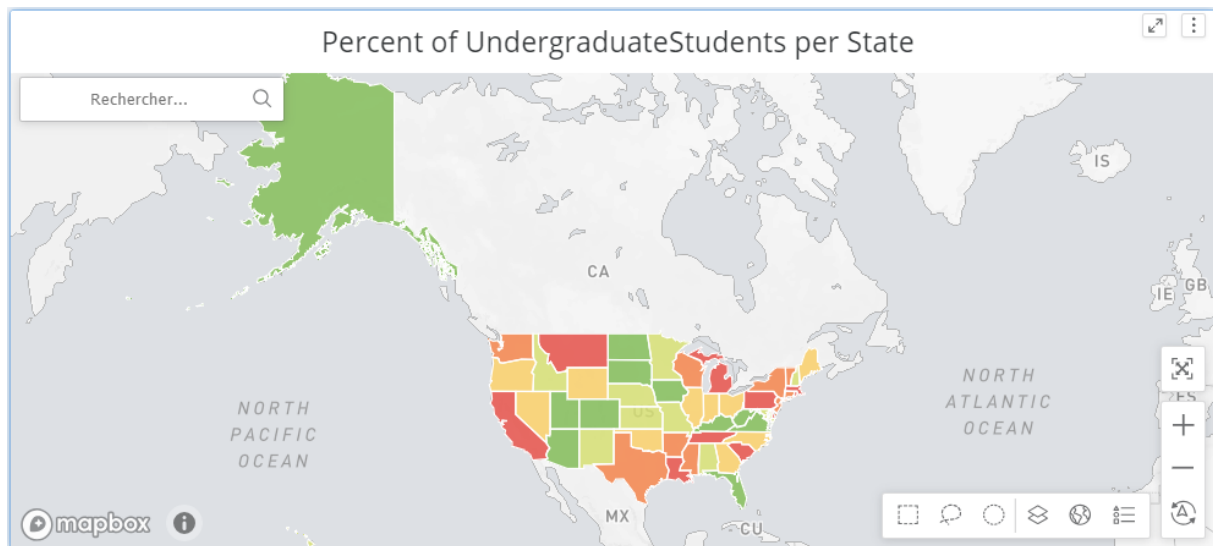 Percent of UndergraduateStudents per State
Rechercher...
IS
CA
IE
GB
US
NORTH
PACIFIC
OCEAN
NORTH
ATLANTIC
OCEAN
ES
MX
CU
mapbox